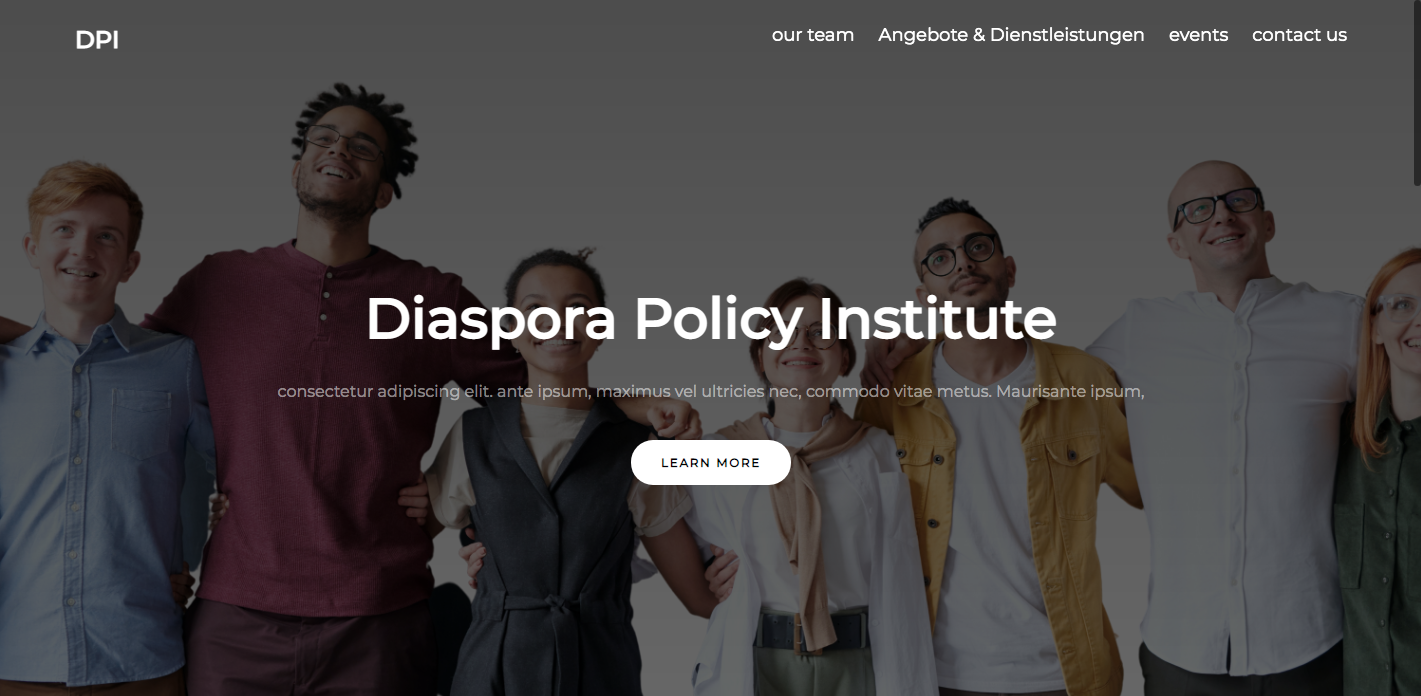 DPI
our team Angebote & Dienstleistungen events contact us
Diaspora Policy Institute
consectetur adipiscing elit. ante ipsum, maximus vel ultricies nec, commodo vitae metus. Maurisante ipsum,
LEARN MORE